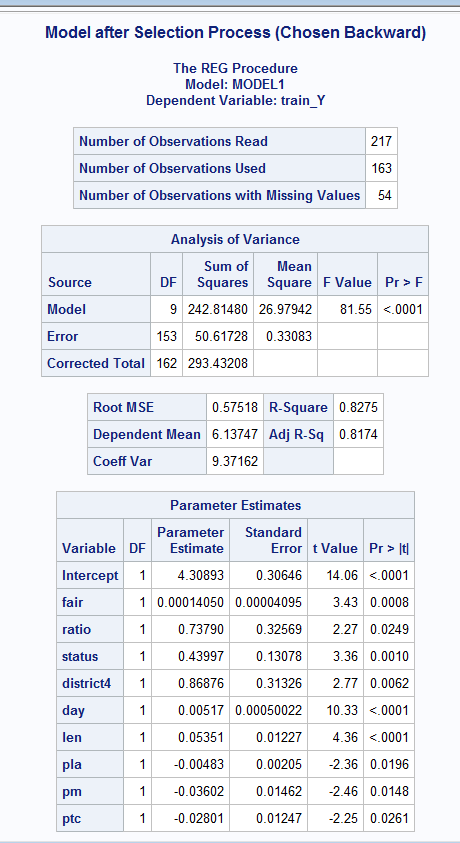 Model after Selection Process (Chosen Backward)
The REG Procedure
Model: MODEL1
Dependent Variable: train_Y
Number of Observations Read 217
Number of Observations Used 163
Number of Observations with Missing Values 54
Analysis of Variance
Source DF Sum of Squares Mean Square F Value Pr > F
Model 9 242.81480 26.97942 81.55 <.0001
Error 153 50.61728 0.33083
Corrected Total 162 293.43208
Root MSE 0.57518 R-Square 0.8275
Dependent Mean 6.13747 Adj R-Sq 0.8174
Coeff Var 9.37162
Parameter Estimates
Variable DF Parameter Estimate Standard Error t Value Pr > |t|
Intercept 1 4.30893 0.30646 14.06 <.0001
fair 1 0.00014050 0.00004095 3.43 0.0008
ratio 1 0.73790 0.32569 2.27 0.0249
status 1 0.43997 0.13078 3.36 0.0010
district4 1 0.86876 0.31326 2.77 0.0062
day 1 0.00517 0.00050022 10.33 <.0001
len 1 0.05351 0.01227 4.36 <.0001
pla 1 -0.00483 0.00205 -2.36 0.0196
pm 1 -0.03602 0.01462 -2.46 0.0148
ptc 1 -0.02801 0.01247 -2.25 0.0261